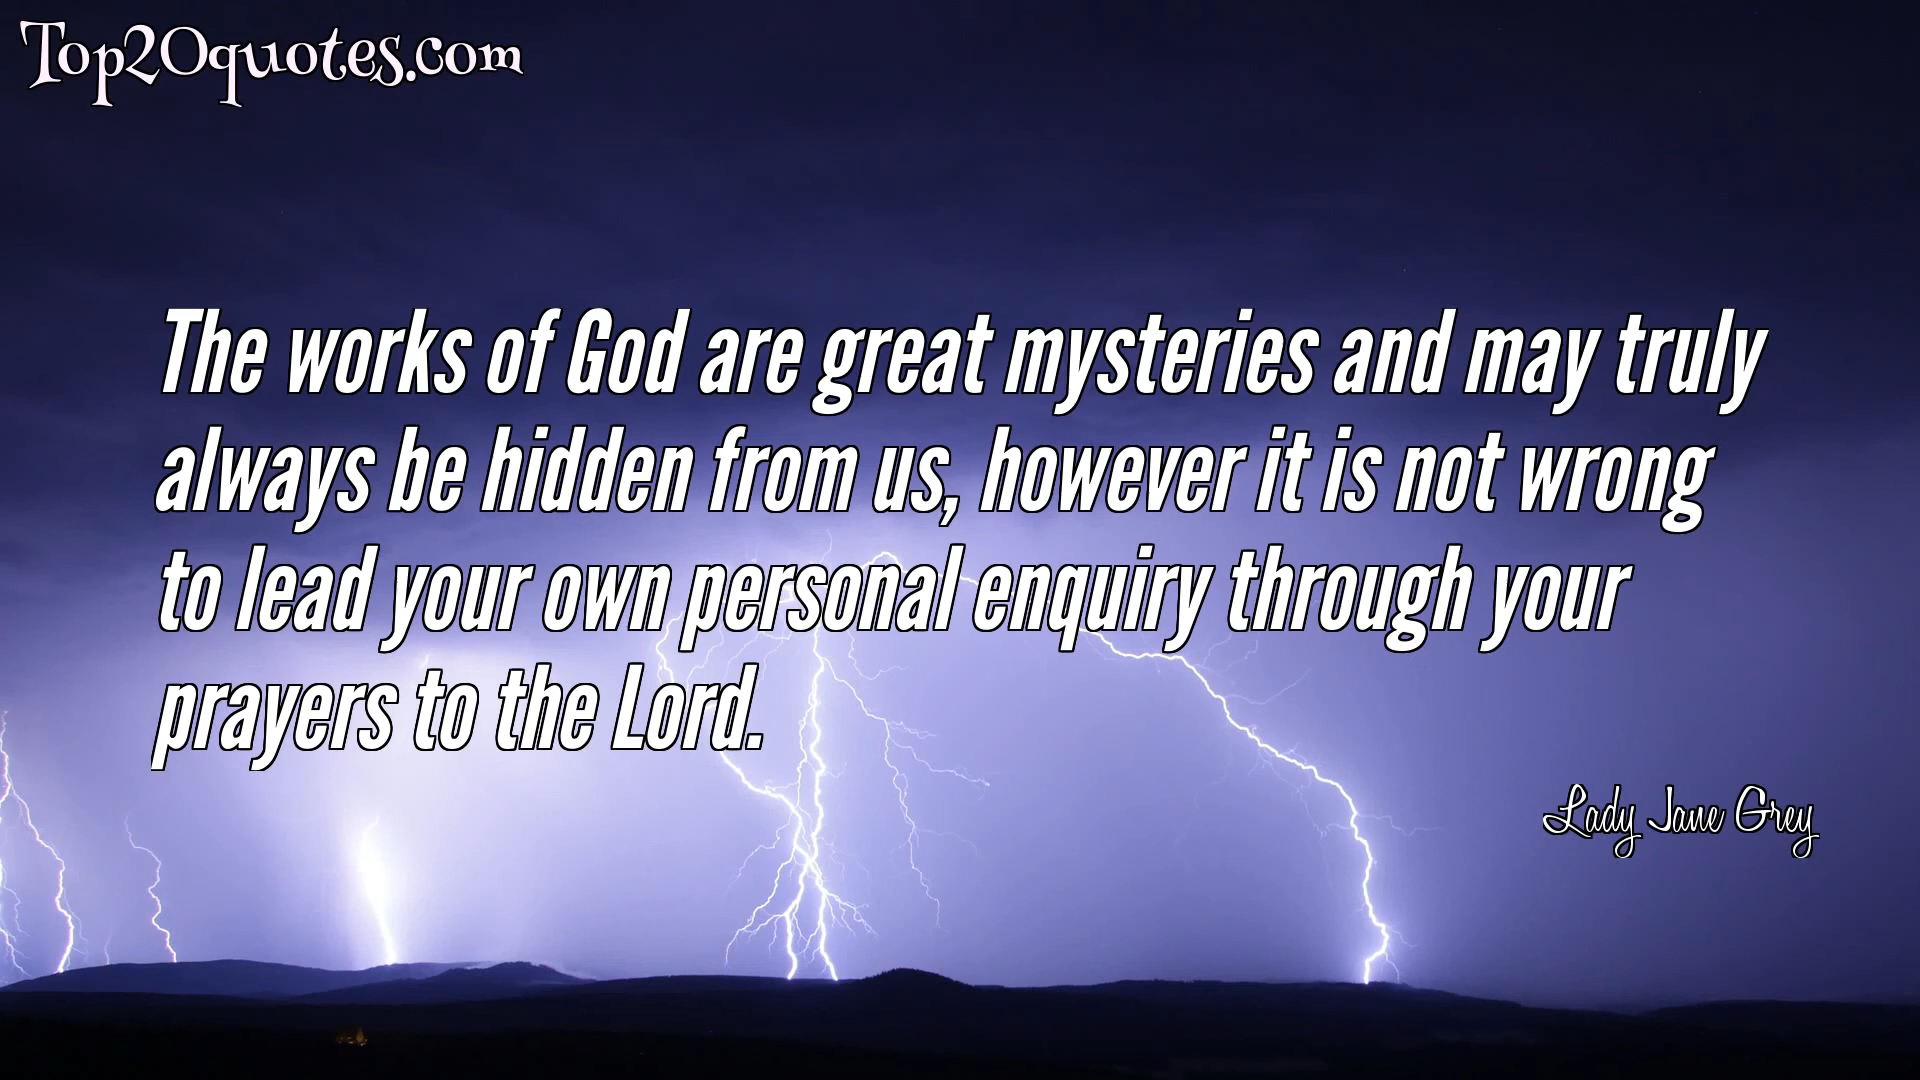 Top20quotes.com
The works of God are great mysteries and may truly
always be hidden from us, however it is not wrong
to lead your own personal enquiry through your
prayers to the Lord.
Lady Jane Grey